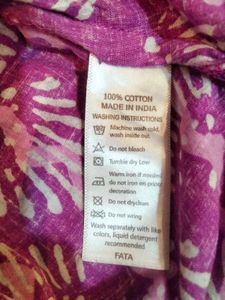 100% COTTON
MADE IN INDIA
WASHING INSTRUCTIONS
Machine wash cold,
wash inside out.
Do not bleach
Tumble dry Low
Warm iron if needed
do not iron on print
decoration
Do not dryclean
Do not wring
Wash separately with like
colors, liquid detergent
recommended
FATA